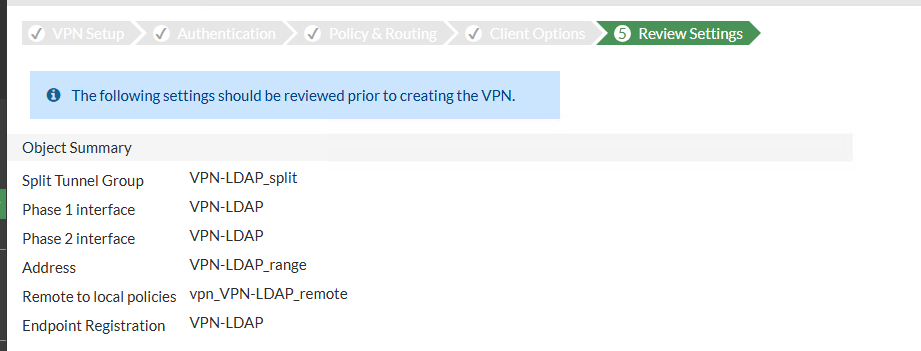 VPN Setup Authentication Policy & Routing Client Options 5 Review Settings
The following settings should be reviewed prior to creating the VPN.
Object Summary
Split Tunnel Group VPN-LDAP_split
Phase 1 interface VPN-LDAP
Phase 2 interface VPN-LDAP
Address VPN-LDAP_range
Remote to local policies vpn_VPN-LDAP_remote
Endpoint Registration VPN-LDAP